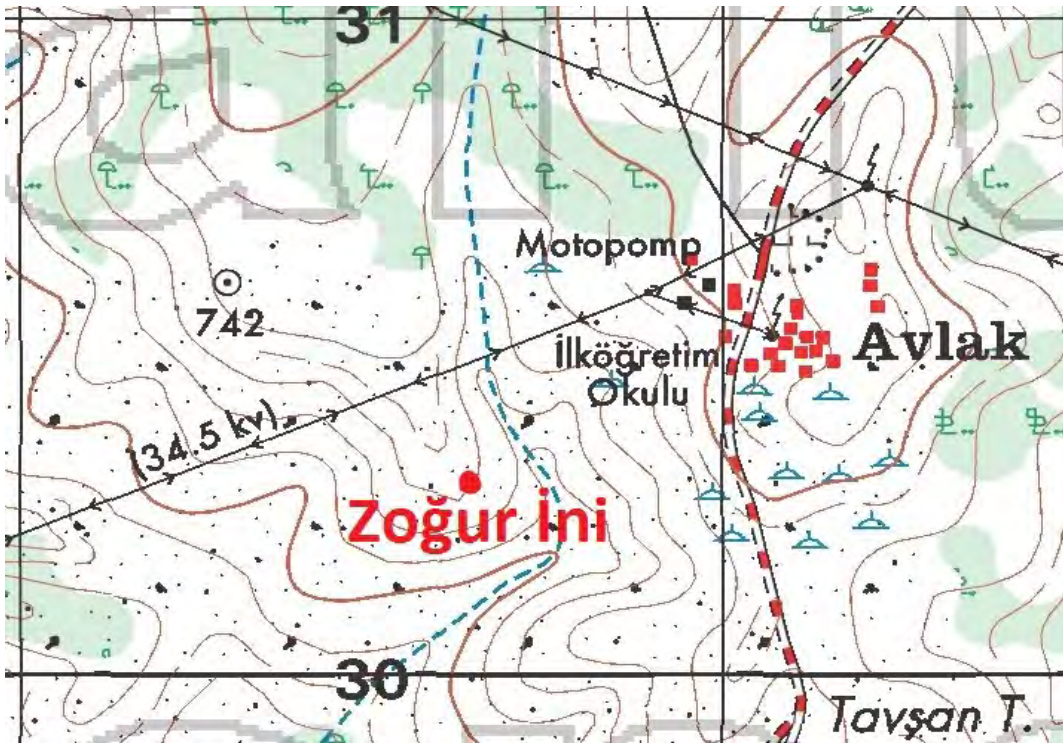 31
Motopomp
742
İlköğretim
Okulu
Avlak
(34.5 kv)
Zoğur İni
30
Tavşan T.